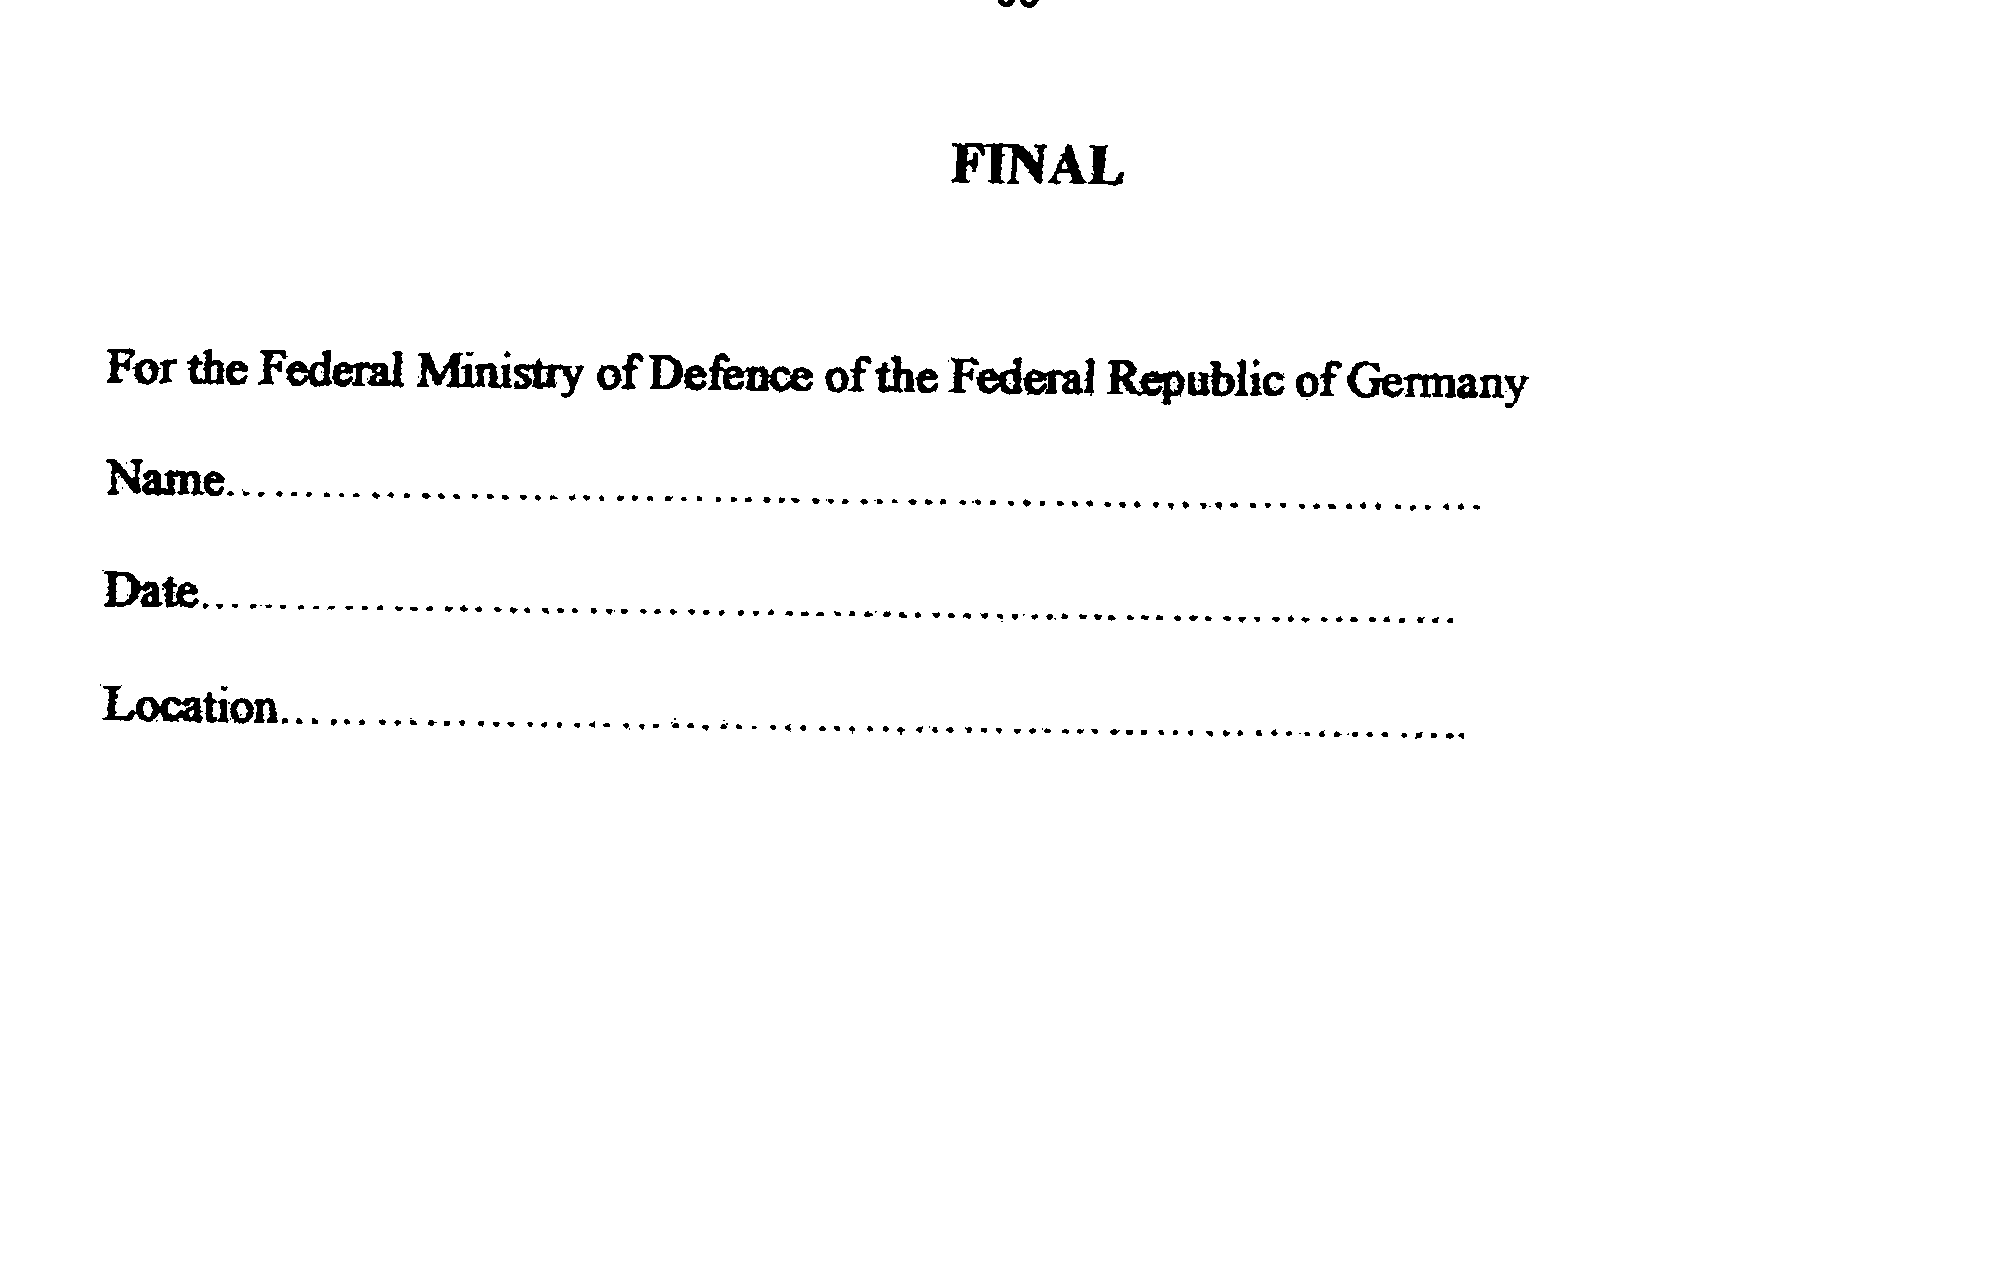 FINAL
For the Federal Ministry of Defence of the Federal Republic of Germany
Name................................................................................
Date................................................................................
Location...........................................................................